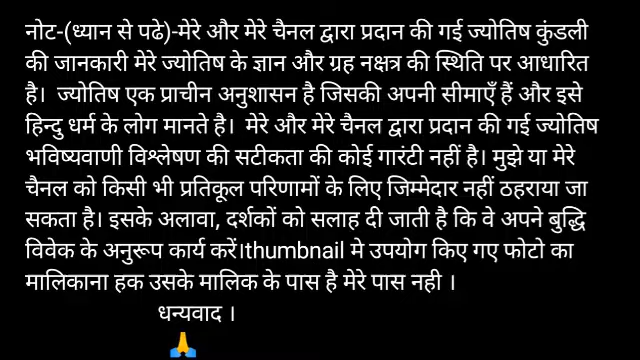 नोट-(ध्यान से पढे)-मेरे और मेरे चैनल द्वारा प्रदान की गई ज्योतिष कुंडली
की जानकारी मेरे ज्योतिष के ज्ञान और ग्रह नक्षत्र की स्थिति पर आधारित
है। ज्योतिष एक प्राचीन अनुशासन है जिसकी अपनी सीमाएँ हैं और इसे
हिन्दु धर्म के लोग मानते है। मेरे और मेरे चैनल द्वारा प्रदान की गई ज्योतिष
भविष्यवाणी विश्लेषण की सटीकता की कोई गारंटी नहीं है। मुझे या मेरे
चैनल को किसी भी प्रतिकूल परिणामों के लिए जिम्मेदार नहीं ठहराया जा
सकता है। इसके अलावा, दर्शकों को सलाह दी जाती है कि वे अपने बुद्धि
विवेक के अनुरूप कार्य करें।thumbnail मे उपयोग किए गए फोटो का
मालिकाना हक उसके मालिक के पास है मेरे पास नही ।
धन्यवाद ।
🙏